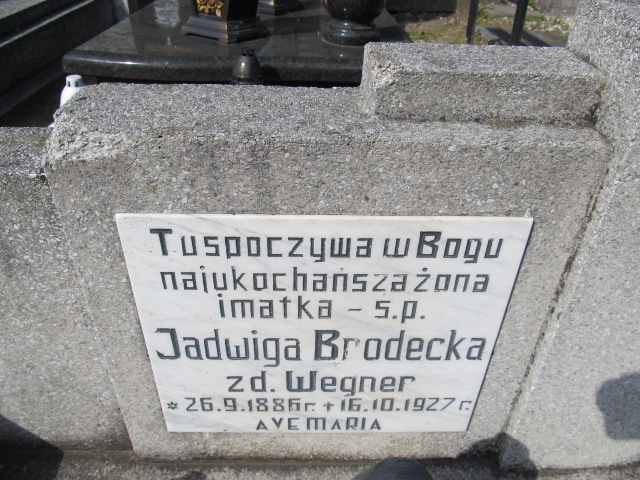 Tu spoczywa w Bogu
najukochańsza żona
i matka - ś.p.
Jadwiga Brodecka
zd. Wegner
* 26.9.1886 r. + 16.10.1927 r.
AVE MARIA